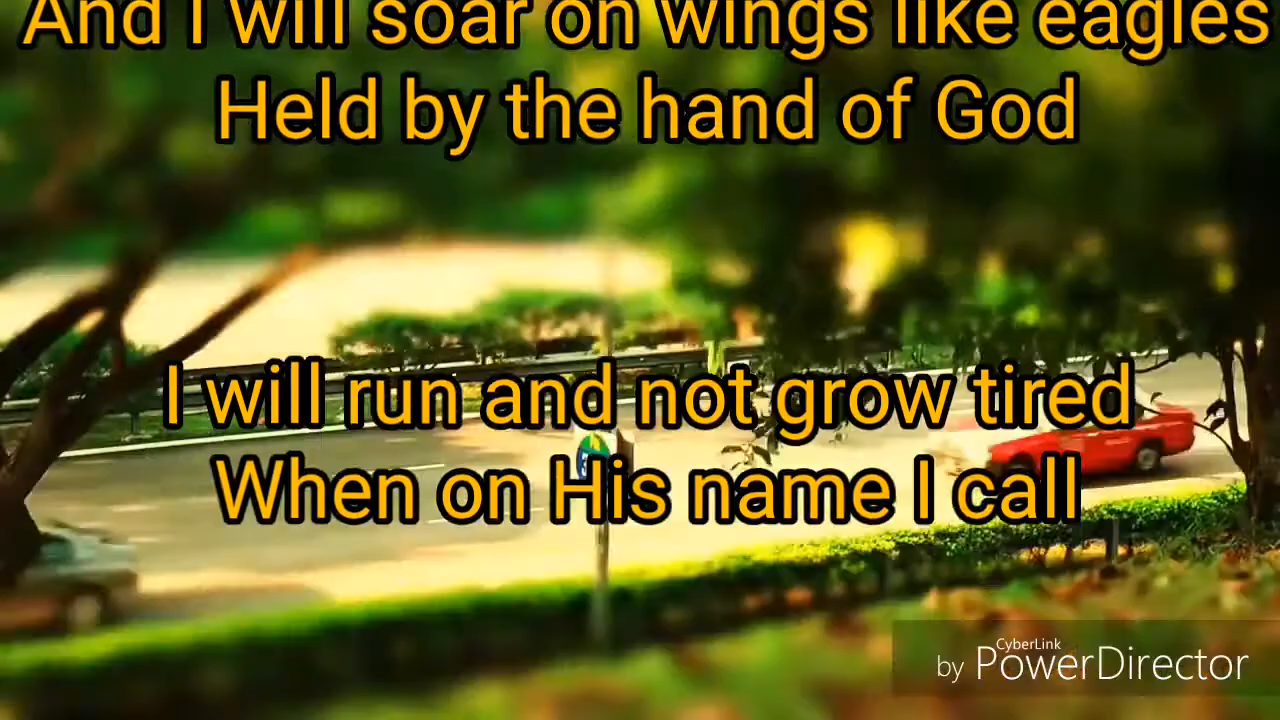 And I will soar on wings like eagles
Held by the hand of God
I will run and not grow tired
When on His name I call
CyberLink
by PowerDirector